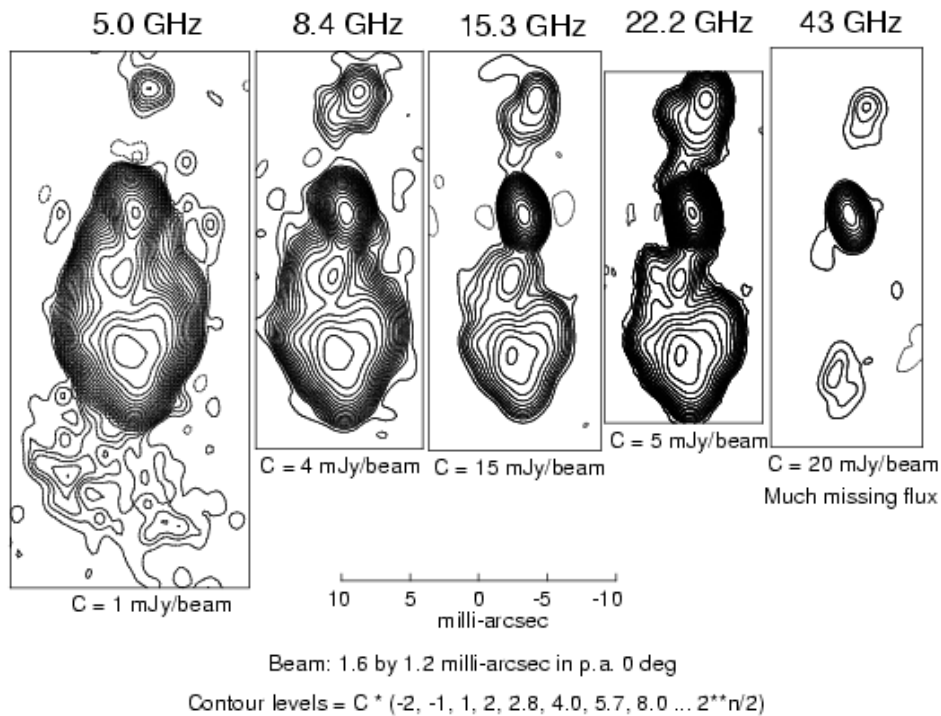 5.0 GHz 8.4 GHz 15.3 GHz 22.2 GHz 43 GHz
C = 4 mJy/beam C = 15 mJy/beam C = 5 mJy/beam C = 20 mJy/beam
Much missing flux
C = 1 mJy/beam
10 5 0 -5 -10
milli-arcsec
Beam: 1.6 by 1.2 milli-arcsec in p.a. 0 deg
Contour levels = C * (-2, -1, 1, 2, 2.8, 4.0, 5.7, 8.0 ... 2**n/2)